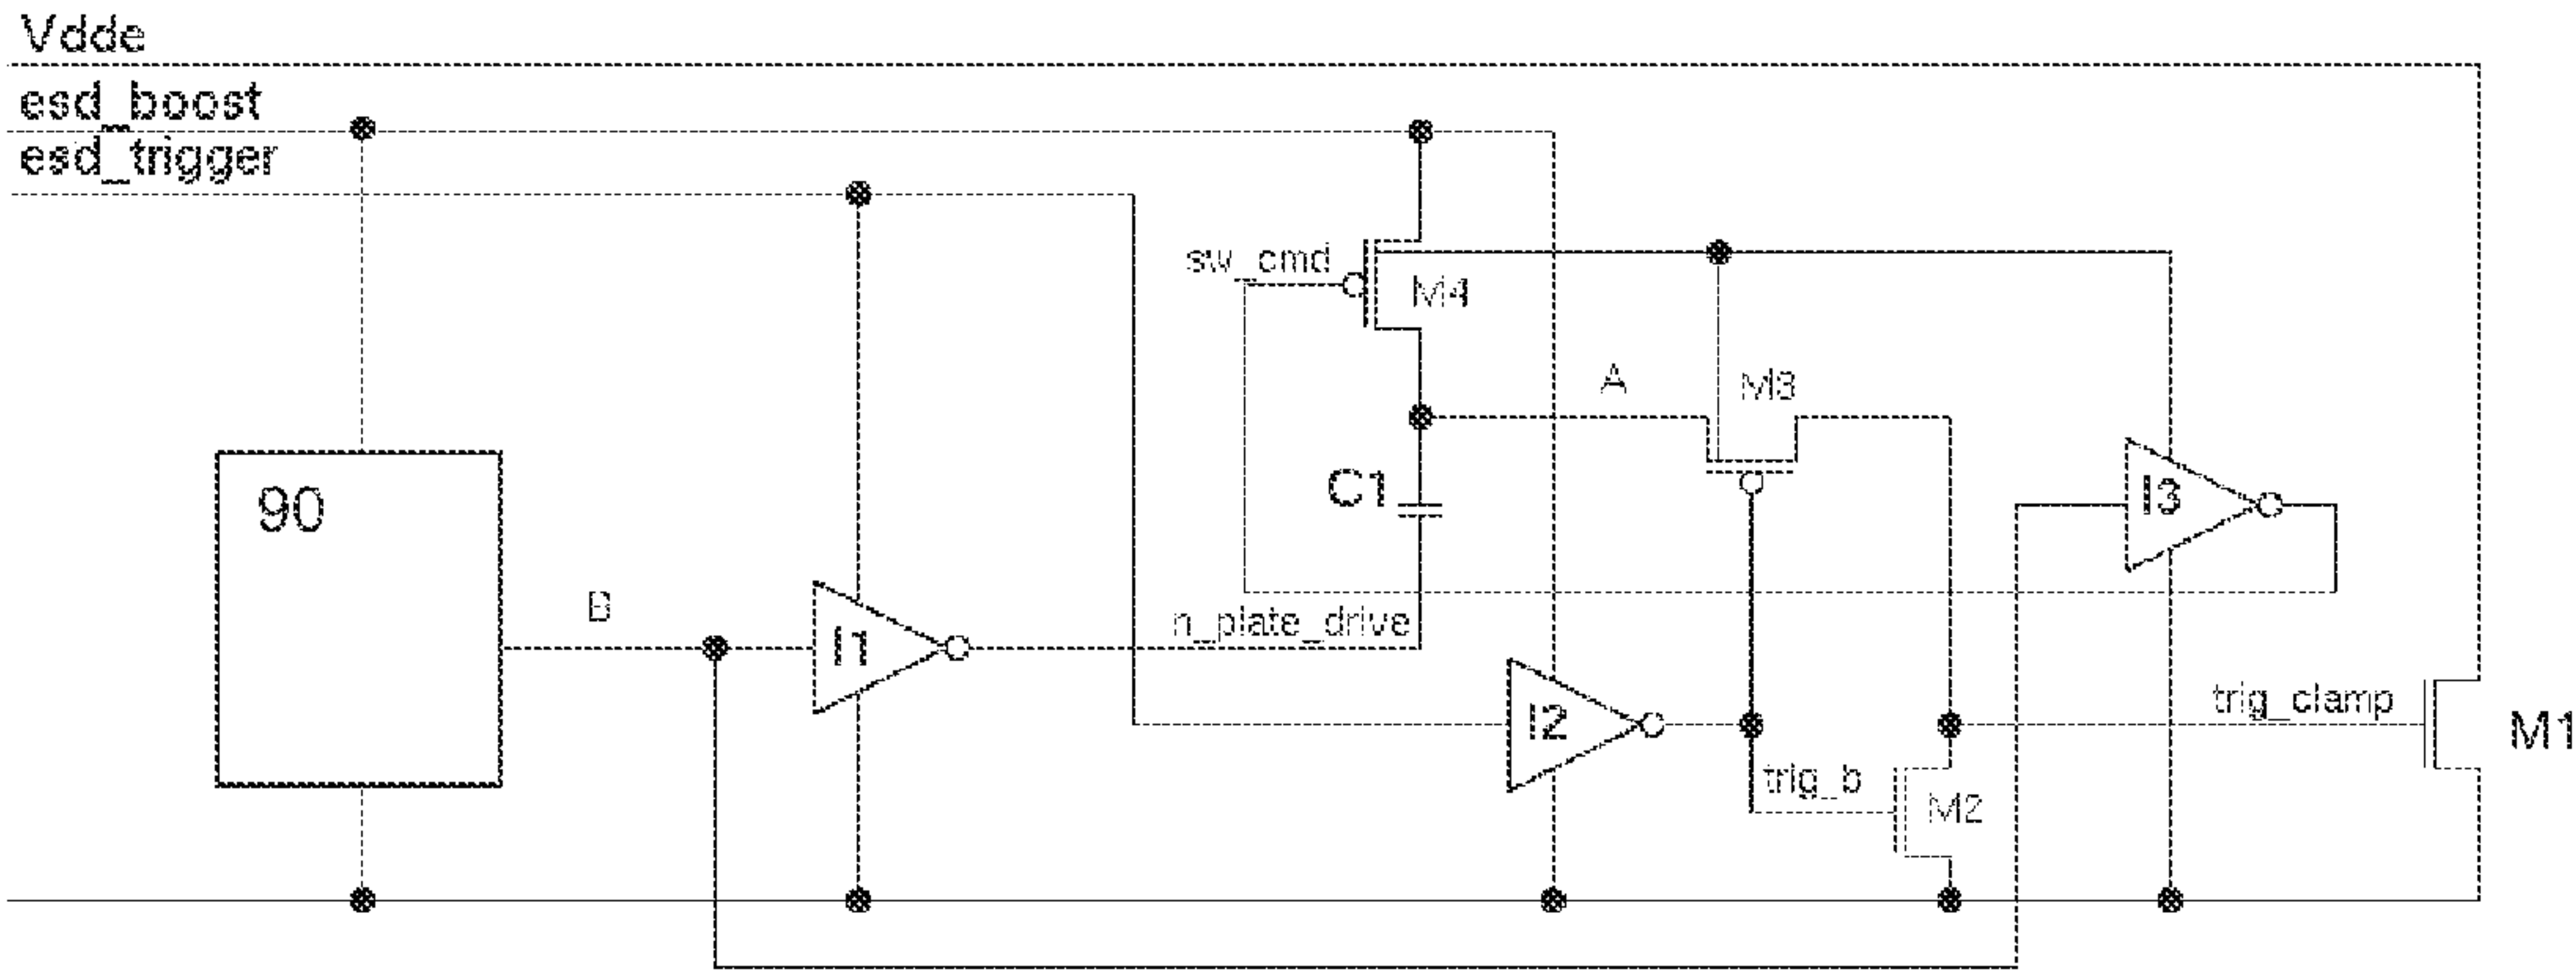 Vdde
esd_boost
esd_trigger
sw_cmd
M4
A
M3
90
C1
I3
B
I1
n_plate_drive
I2
trig_clamp
M1
trig_b
M2